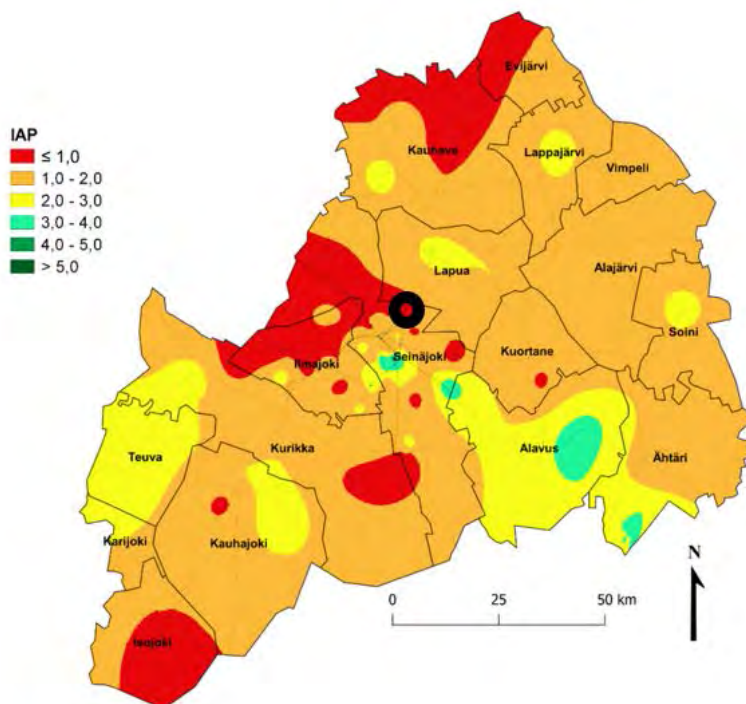 IAP
≤ 1,0
1,0 - 2,0
2,0 - 3,0
3,0 - 4,0
4,0 - 5,0
> 5,0
Evijärvi
Kauhava
Lappajärvi
Vimpeli
Lapua
Alajärvi
Soini
Ilmajoki
Seinäjoki
Kuortane
Teuva
Kurikka
Alavus
Ähtäri
Karijoki
Kauhajoki
Isojoki
N
0 25 50 km